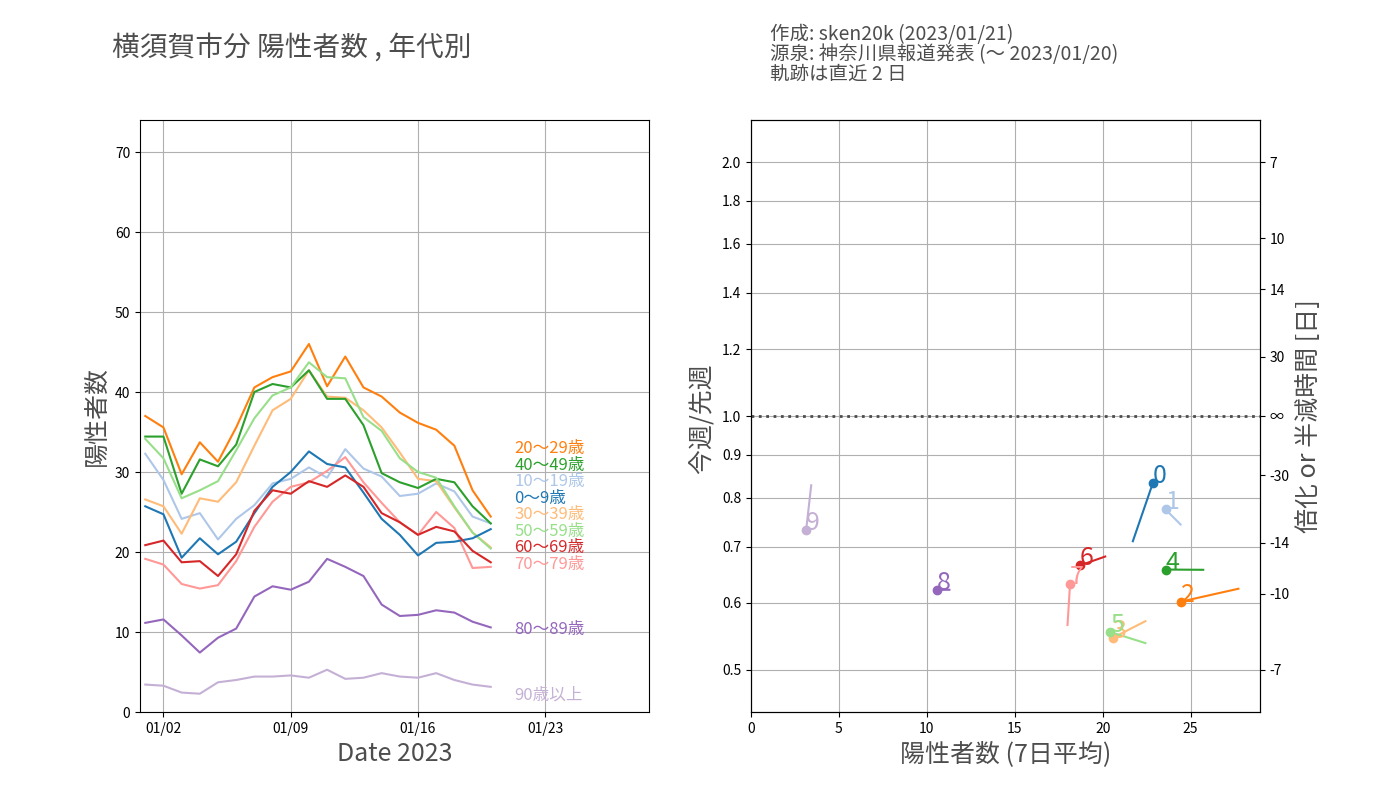 横須賀市分 陽性者数 , 年代別
作成: sken20k (2023/01/21)
源泉: 神奈川県報道発表 (〜 2023/01/20)
軌跡は直近 2 日
陽性者数
70
60
50
40
30
20
10
0
20〜29歳
40〜49歳
10〜19歳
0〜9歳
30〜39歳
50〜59歳
60〜69歳
70〜79歳
80〜89歳
90歳以上
01/02
01/09
01/16
01/23
Date 2023
今週/先週
2.0
1.8
1.6
1.4
1.2
1.0
0.9
0.8
0.7
0.6
0.5
9
8
0
1
6
4
7
2
5
3
7
10
14
30
∞
-30
-14
-10
-7
倍化 or 半減時間 [日]
0
5
10
15
20
25
陽性者数 (7日平均)